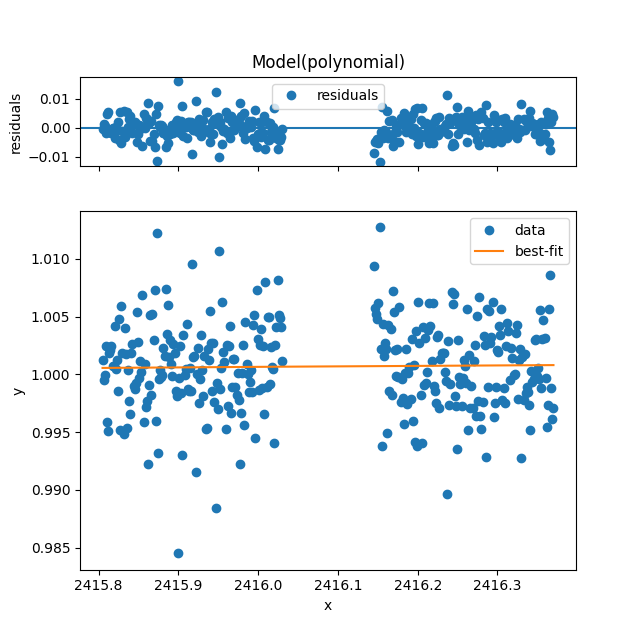 Model(polynomial)
residuals
0.01
0.00
−0.01
residuals
data
best-fit
y
1.010
1.005
1.000
0.995
0.990
0.985
2415.8
2415.9
2416.0
2416.1
2416.2
2416.3
x